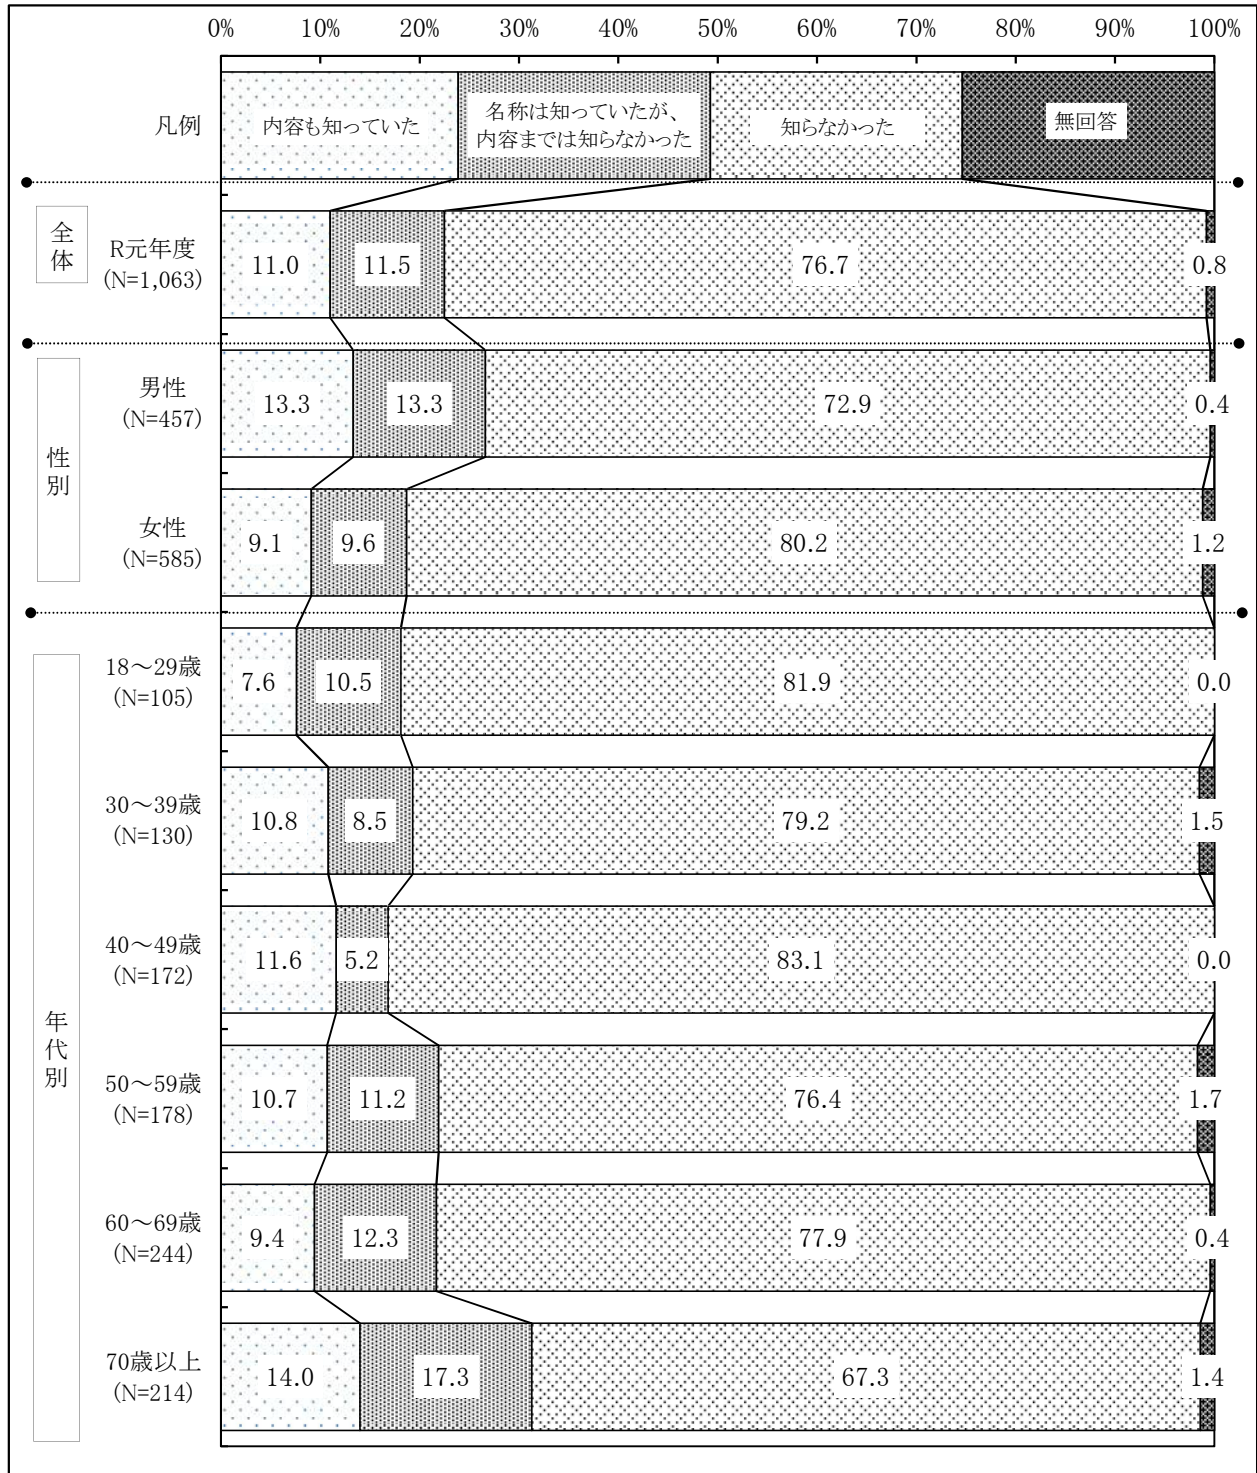 0% 10% 20% 30% 40% 50% 60% 70% 80% 90% 100%
凡例
内容も知っていた
名称は知っていたが、
内容までは知らなかった
知らなかった
無回答
全体
R元年度
(N=1,063)
11.0 11.5 76.7 0.8
性別
男性
(N=457)
13.3 13.3 72.9 0.4
女性
(N=585)
9.1 9.6 80.2 1.2
年代別
18～29歳
(N=105)
7.6 10.5 81.9 0.0
30～39歳
(N=130)
10.8 8.5 79.2 1.5
40～49歳
(N=172)
11.6 5.2 83.1 0.0
50～59歳
(N=178)
10.7 11.2 76.4 1.7
60～69歳
(N=244)
9.4 12.3 77.9 0.4
70歳以上
(N=214)
14.0 17.3 67.3 1.4